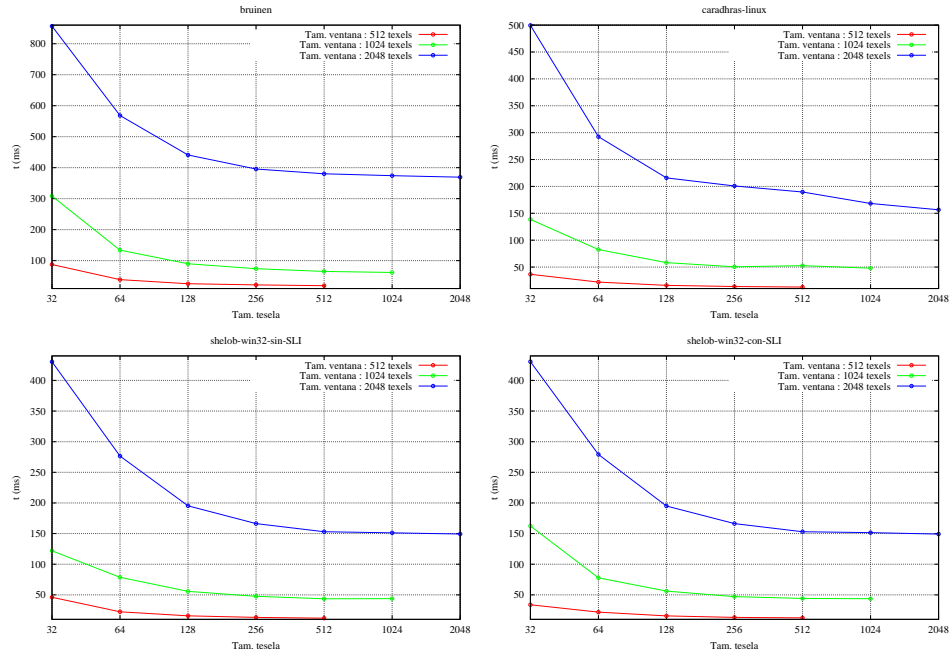 bruinen
Tam. ventana : 512 texels
Tam. ventana : 1024 texels
Tam. ventana : 2048 texels
800
700
600
500
400
300
200
100
t (ms)
32 64 128 256 512 1024 2048
Tam. tesela
caradhras-linux
Tam. ventana : 512 texels
Tam. ventana : 1024 texels
Tam. ventana : 2048 texels
500
450
400
350
300
250
200
150
100
50
t (ms)
32 64 128 256 512 1024 2048
Tam. tesela
shelob-win32-sin-SLI
Tam. ventana : 512 texels
Tam. ventana : 1024 texels
Tam. ventana : 2048 texels
400
350
300
250
200
150
100
50
t (ms)
32 64 128 256 512 1024 2048
Tam. tesela
shelob-win32-con-SLI
Tam. ventana : 512 texels
Tam. ventana : 1024 texels
Tam. ventana : 2048 texels
400
350
300
250
200
150
100
50
t (ms)
32 64 128 256 512 1024 2048
Tam. tesela